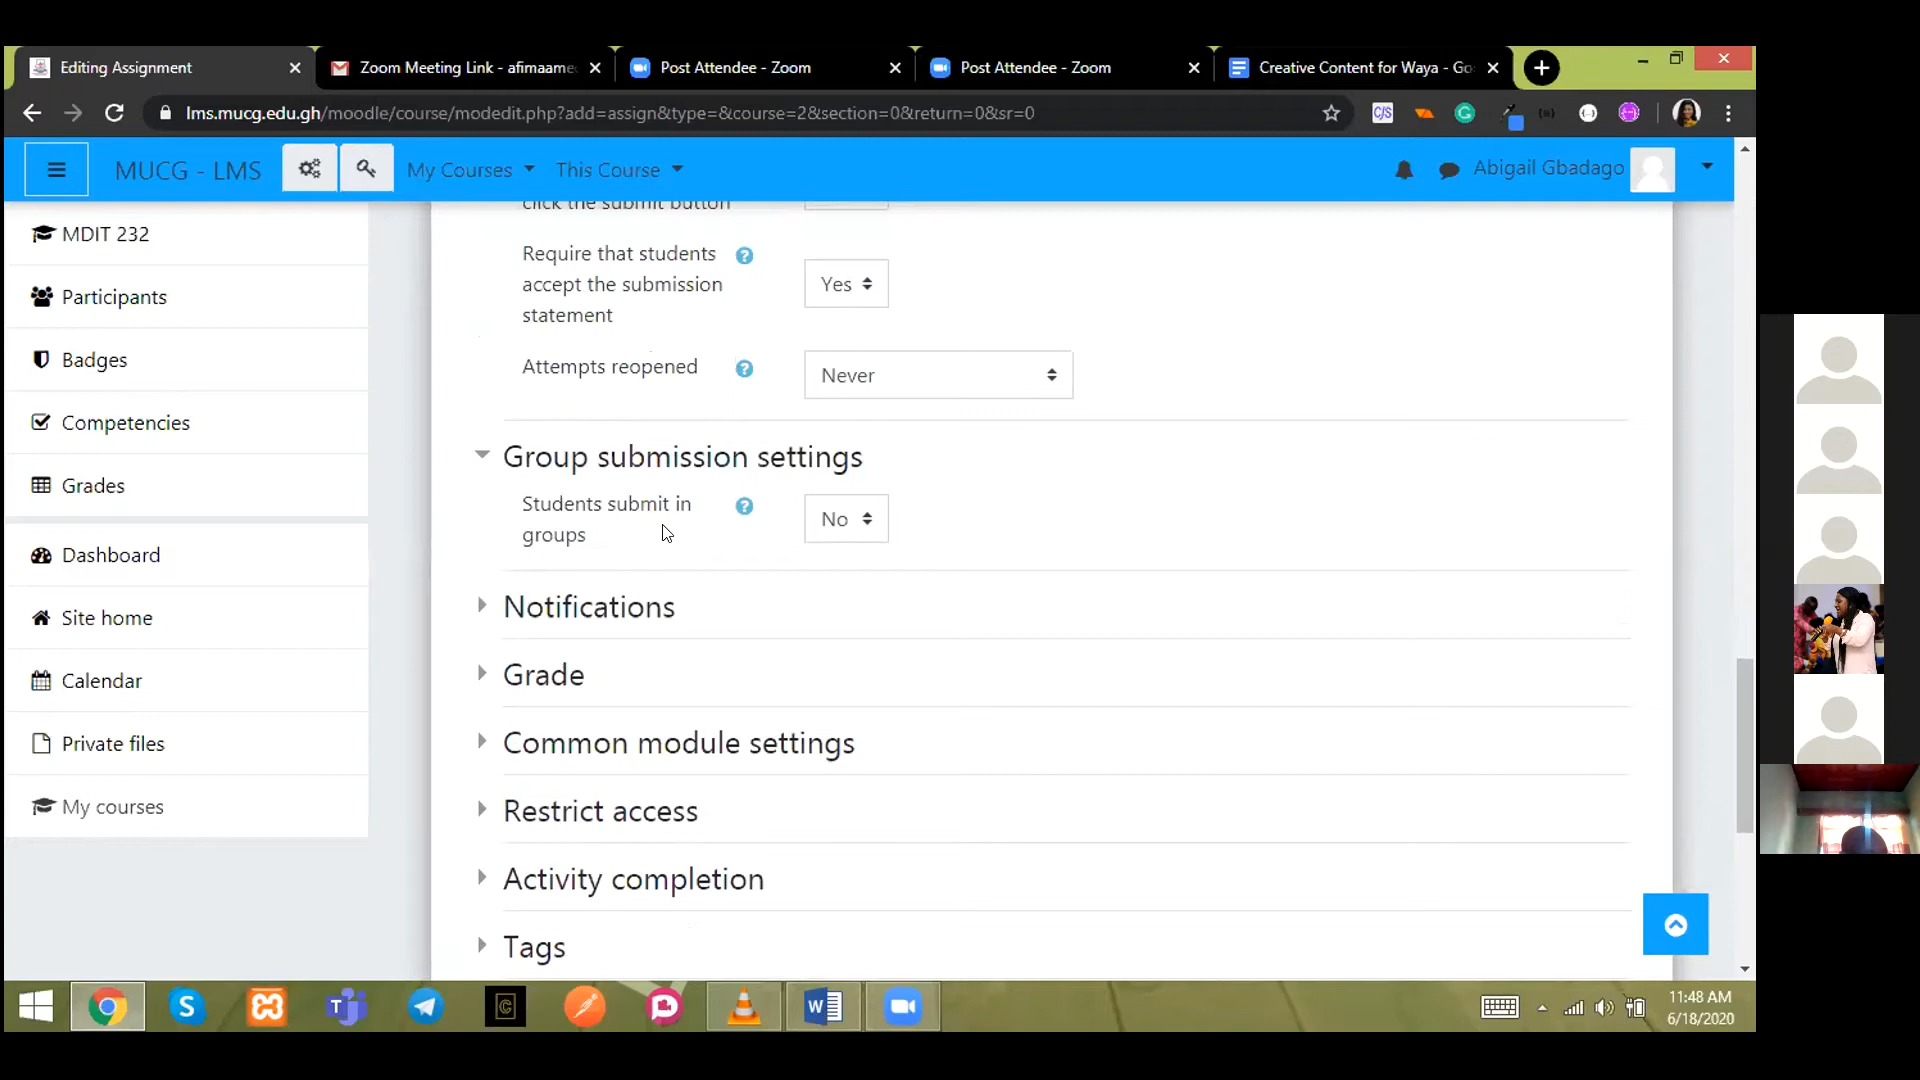 Editing Assignment
Zoom Meeting Link - afimaame
Post Attendee - Zoom
Post Attendee - Zoom
Creative Content for Waya - Go
lms.mucg.edu.gh/moodle/course/modedit.php?add=assign&type=&course=2&section=0&return=0&sr=0
MUCG - LMS
My Courses
This Course
Abigail Gbadago
MDIT 232
Participants
Badges
Competencies
Grades
Dashboard
Site home
Calendar
Private files
My courses
click the submit button
Require that students
accept the submission
statement
Yes
Attempts reopened
Never
Group submission settings
Students submit in
groups
No
Notifications
Grade
Common module settings
Restrict access
Activity completion
Tags
11:48 AM
6/18/2020